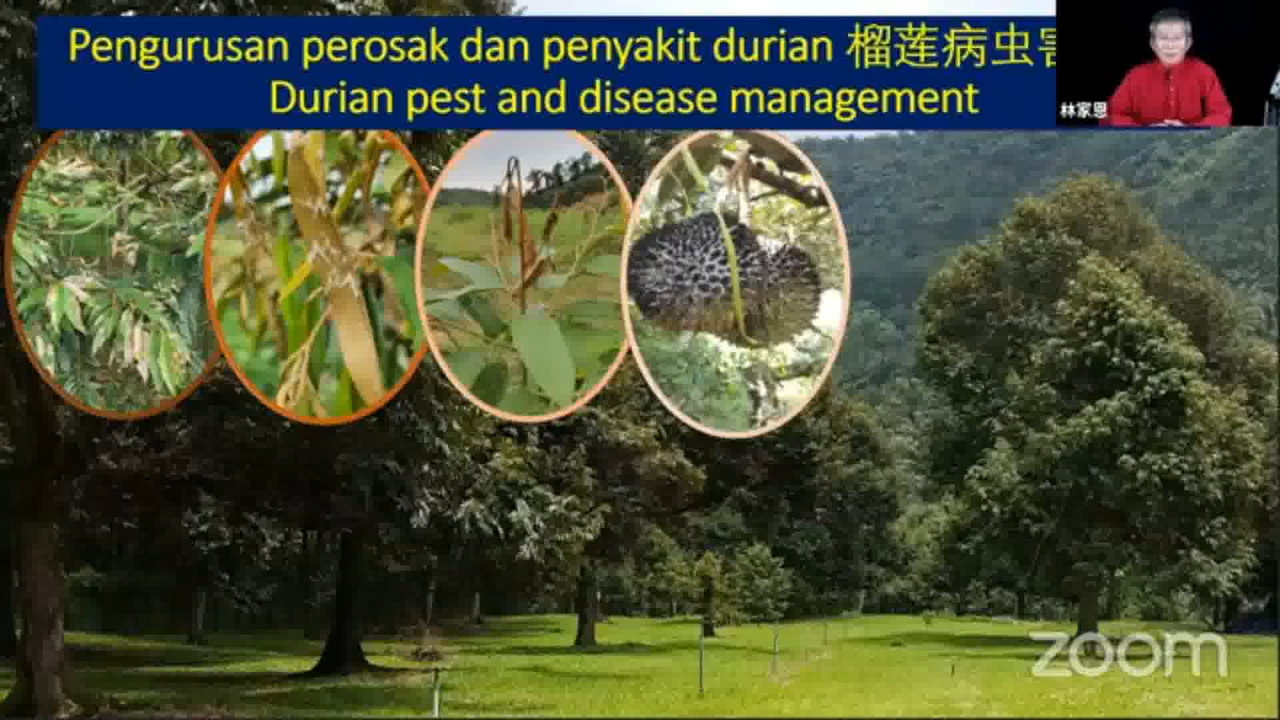 Pengurusan perosak dan penyakit durian 榴莲病虫害
Durian pest and disease management
林家恩
zoom